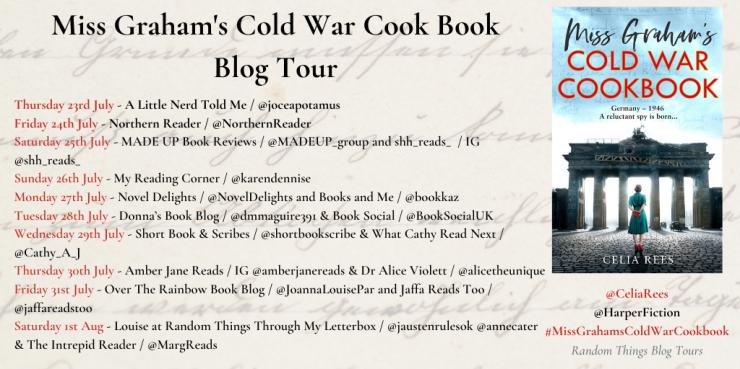 Miss Graham's Cold War Cook Book
Blog Tour
Thursday 23rd July - A Little Nerd Told Me / @joceapotamus
Friday 24th July - Northern Reader / @NorthernReader
Saturday 25th July - MADE UP Book Reviews / @MADEUP_group and shh_reads_ / IG
@shh_reads_
Sunday 26th July - My Reading Corner / @karendennise
Monday 27th July - Novel Delights / @NovelDelights and Books and Me / @bookkaz
Tuesday 28th July - Donna's Book Blog / @dmmaguire391 & Book Social / @BookSocialUK
Wednesday 29th July - Short Book & Scribes / @shortbookscribe & What Cathy Read Next /
@Cathy_A_J
Thursday 30th July - Amber Jane Reads / IG @amberjanereads & Dr Alice Violett / @alicetheunique
Friday 31st July - Over The Rainbow Book Blog / @JoannaLouisePar and Jaffa Reads Too /
@jaffareadstoo
Saturday 1st Aug - Louise at Random Things Through My Letterbox / @jaustenrulesok @annecater
& The Intrepid Reader / @MargReads
Miss Graham's
COLD WAR
COOKBOOK
Germany – 1946
A reluctant spy is born...
CELIA REES
@CeliaRees
@HarperFiction
#MissGrahamsColdWarCookbook
Random Things Blog Tours